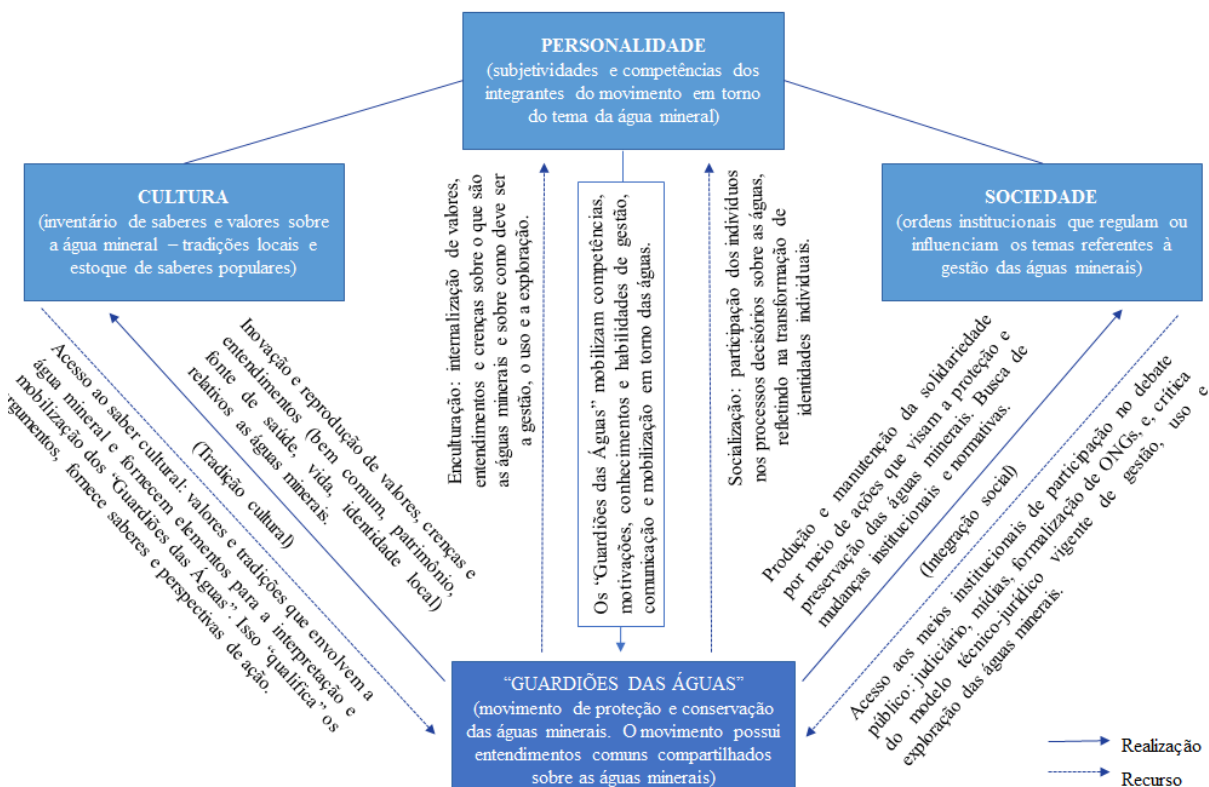 PERSONALIDADE
(subjetividades e competências dos
integrantes do movimento em torno
do tema da água mineral)
CULTURA
(inventário de saberes e valores sobre
a água mineral – tradições locais e
estoque de saberes populares)
SOCIEDADE
(ordens institucionais que regulam ou
influenciam os temas referentes à
gestão das águas minerais)
Acesso ao saber cultural: valores e tradições que envolvem a
água mineral e fornecem elementos para a interpretação e
mobilização dos “Guardiões das Águas”. Isso “qualifica” os
argumentos, fornece saberes e perspectivas de ação.
(Tradição cultural)
Inovação e reprodução de valores, crenças e
entendimentos (bem comum, patrimônio,
fonte de saúde, vida, identidade local)
relativos as águas minerais.
Enculturação: internalização de valores,
entendimentos e crenças sobre o que são
as águas minerais e sobre como deve ser
a gestão, o uso e a exploração.
Os “Guardiões das Águas” mobilizam competências,
motivações, conhecimentos e habilidades de gestão,
comunicação e mobilização em torno das águas.
Socialização: participação dos indivíduos
nos processos decisórios sobre as águas,
refletindo na transformação de
identidades individuais.
Produção e manutenção da solidariedade
por meio de ações que visam a proteção e
preservação das águas minerais. Busca de
mudanças institucionais e normativas.
(Integração social)
Acesso aos meios institucionais de participação no debate
público: judiciário, mídias, formalização de ONGs, e, crítica
do modelo técnico-jurídico vigente de gestão, uso e
exploração das águas minerais.
“GUARDIÕES DAS ÁGUAS”
(movimento de proteção e conservação
das águas minerais. O movimento possui
entendimentos comuns compartilhados
sobre as águas minerais)
Realização
Recurso